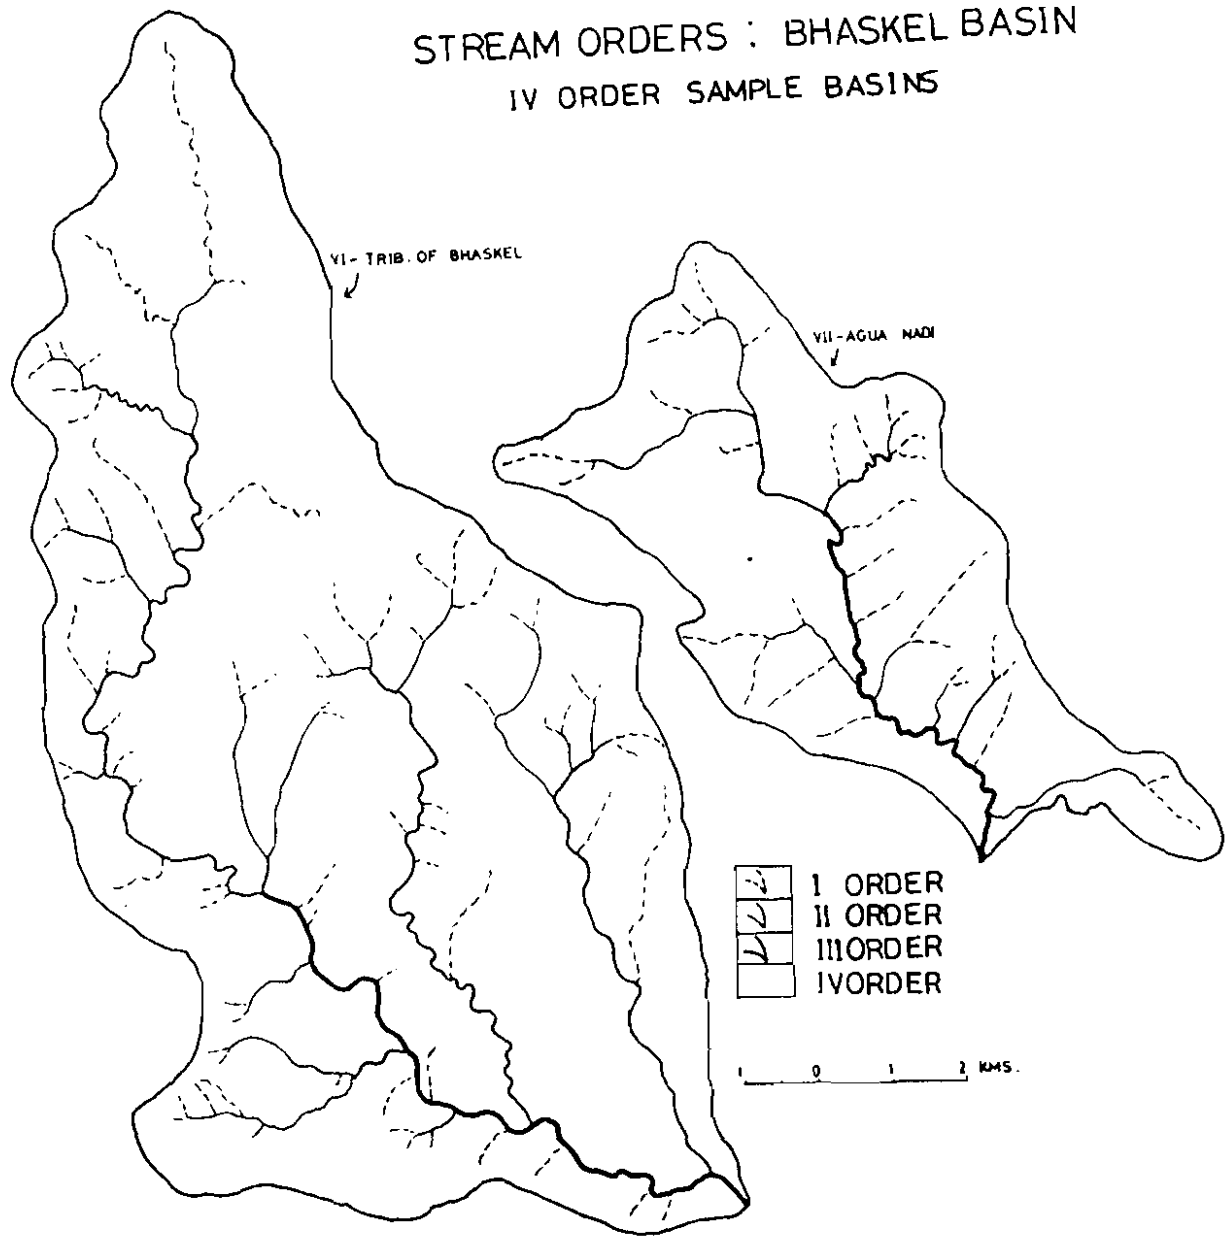 STREAM ORDERS : BHASKEL BASIN
IV ORDER SAMPLE BASINS
VI - TRIB. OF BHASKEL
VII - AGUA NADI
I ORDER
II ORDER
III ORDER
IV ORDER
1 0 1 2 KMS.